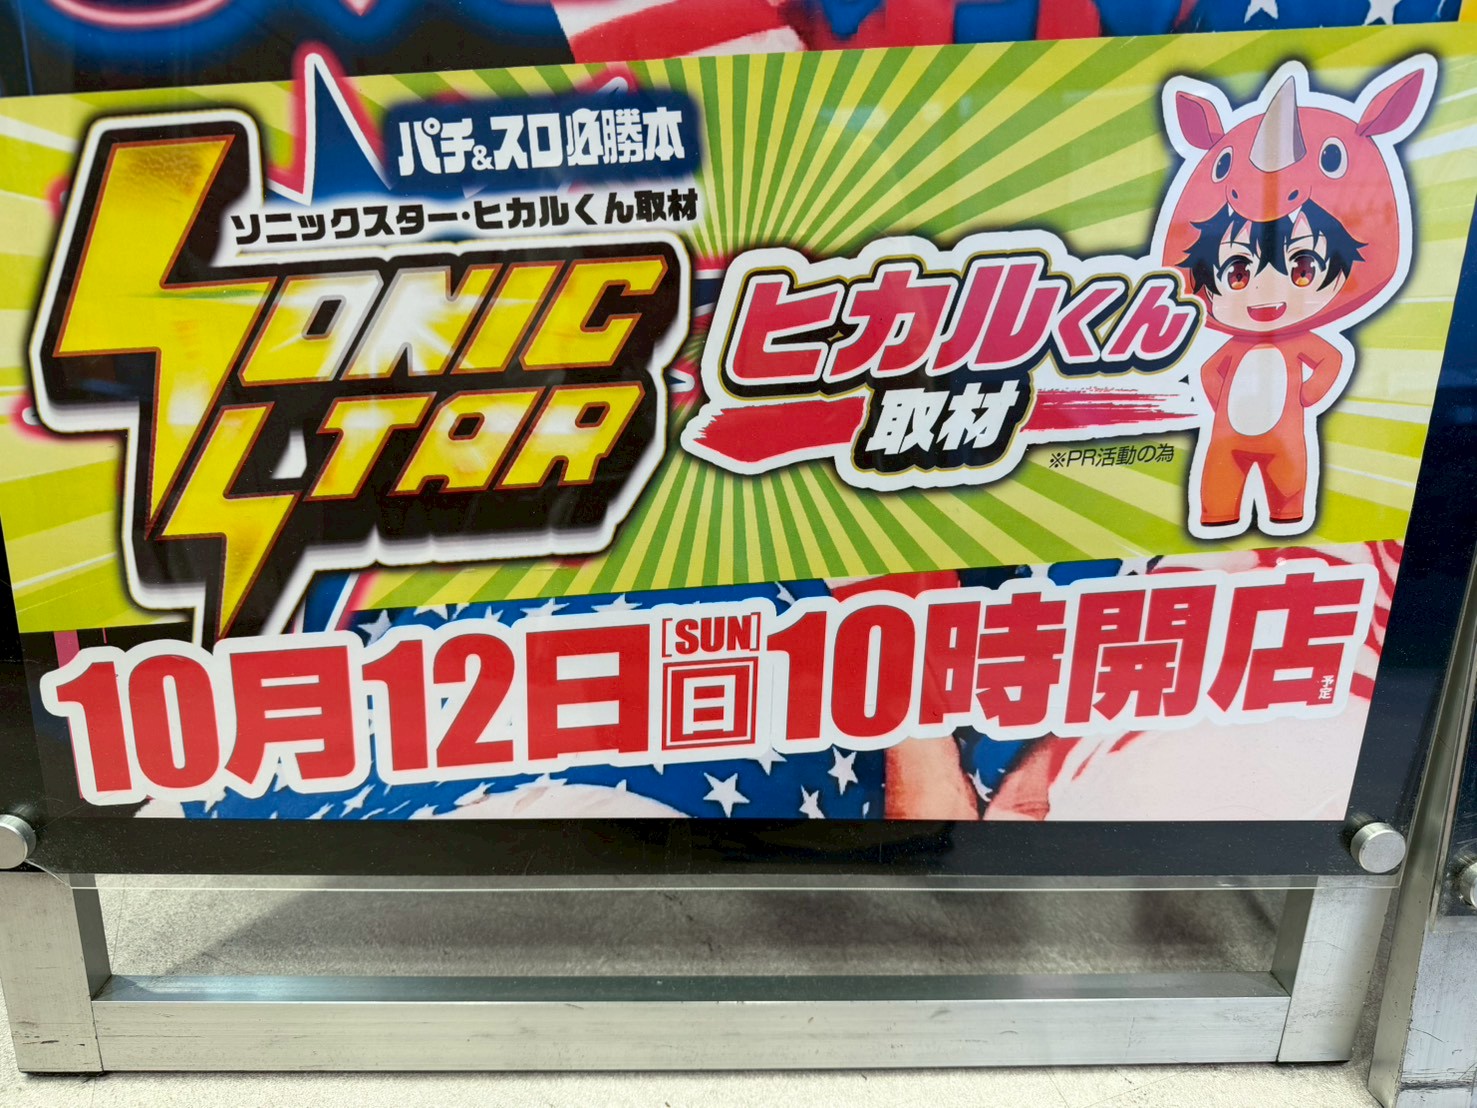 パチ&スロ必勝本
ソニックスター・ヒカルくん取材
SONIC
STAR
ヒカルくん
取材
※PR活動の為
10月12日[SUN]日10時開店予定